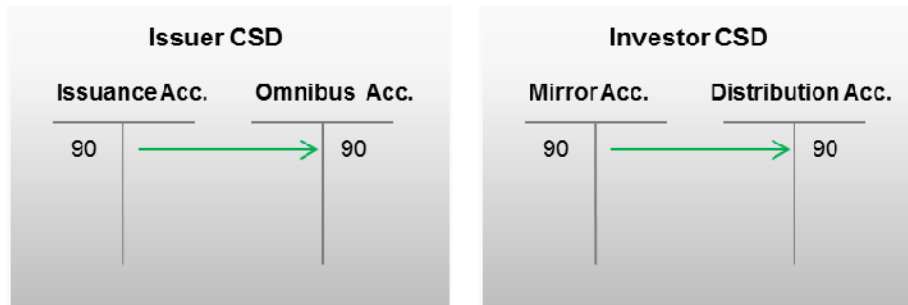 Issuer CSD
Issuance Acc. Omnibus Acc.
90 90
Investor CSD
Mirror Acc. Distribution Acc.
90 90